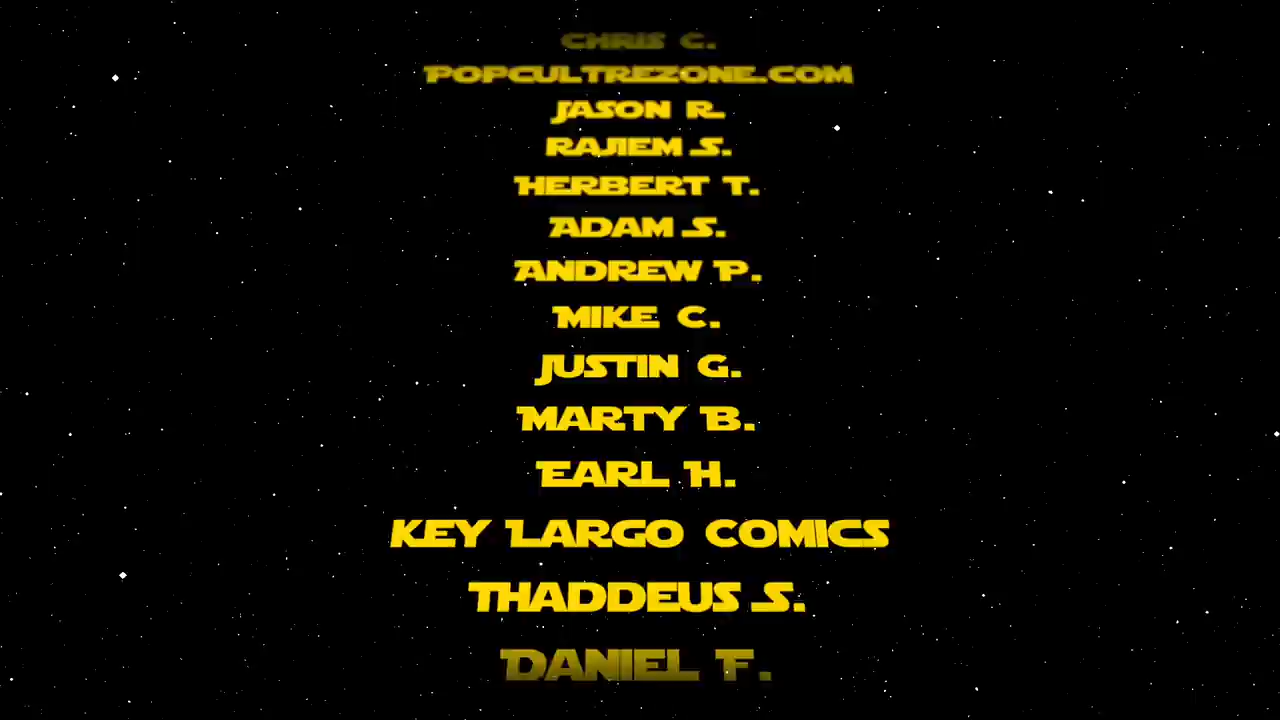 Chris C.
Popcultrezone.com
Jason R.
Rajiem S.
Herbert T.
Adam S.
Andrew P.
Mike C.
Justin G.
Marty B.
Earl H.
Key Largo Comics
Thaddeus S.
Daniel F.